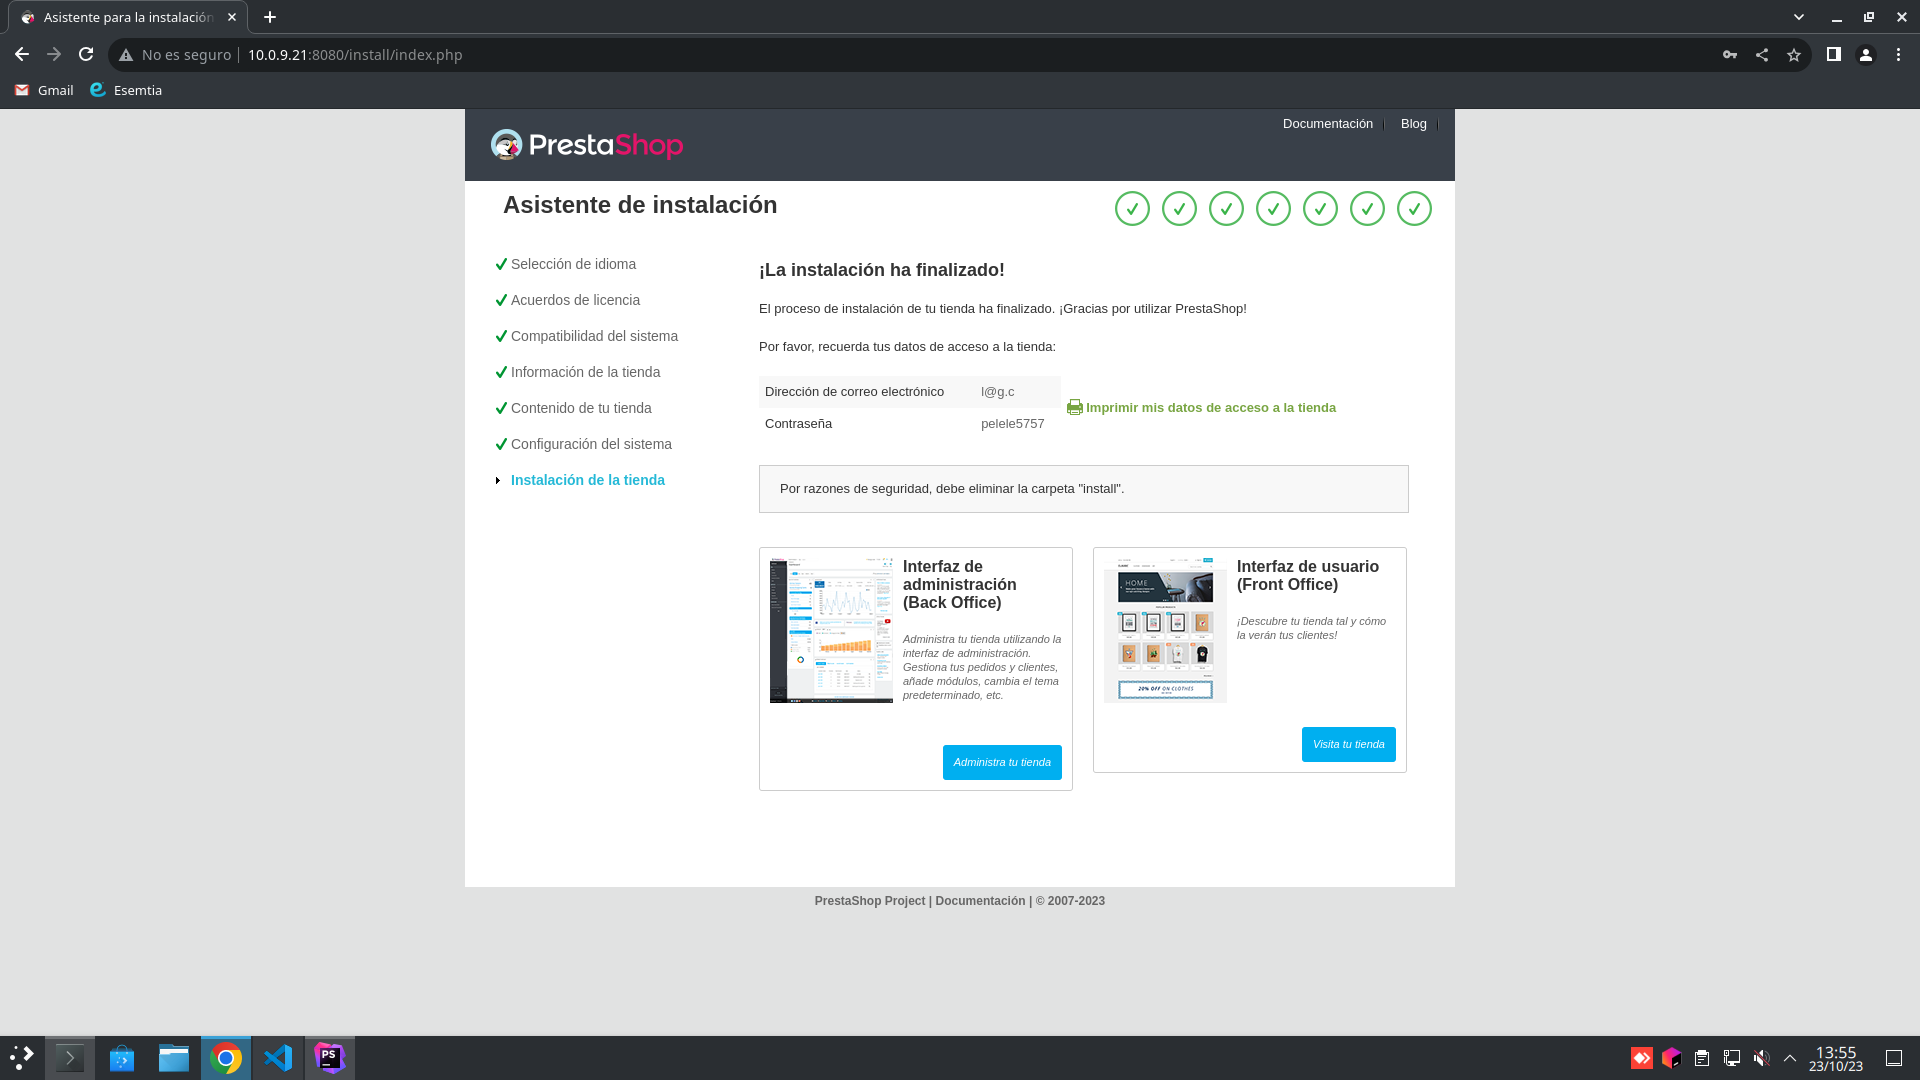 Asistente para la instalación
No es seguro
10.0.9.21:8080/install/index.php
Gmail
Esemtia
PrestaShop
Documentación
Blog
Asistente de instalación
Selección de idioma
Acuerdos de licencia
Compatibilidad del sistema
Información de la tienda
Contenido de tu tienda
Configuración del sistema
Instalación de la tienda
¡La instalación ha finalizado!
El proceso de instalación de tu tienda ha finalizado. ¡Gracias por utilizar PrestaShop!
Por favor, recuerda tus datos de acceso a la tienda:
Dirección de correo electrónico
l@g.c
Contraseña
pelele5757
Imprimir mis datos de acceso a la tienda
Por razones de seguridad, debe eliminar la carpeta "install".
Interfaz de
administración
(Back Office)
Administra tu tienda utilizando la
interfaz de administración.
Gestiona tus pedidos y clientes,
añade módulos, cambia el tema
predeterminado, etc.
Administra tu tienda
HOME
20% OFF ON CLOTHES
Interfaz de usuario
(Front Office)
¡Descubre tu tienda tal y cómo
la verán tus clientes!
Visita tu tienda
PrestaShop Project | Documentación | © 2007-2023
PS
13:55
23/10/23